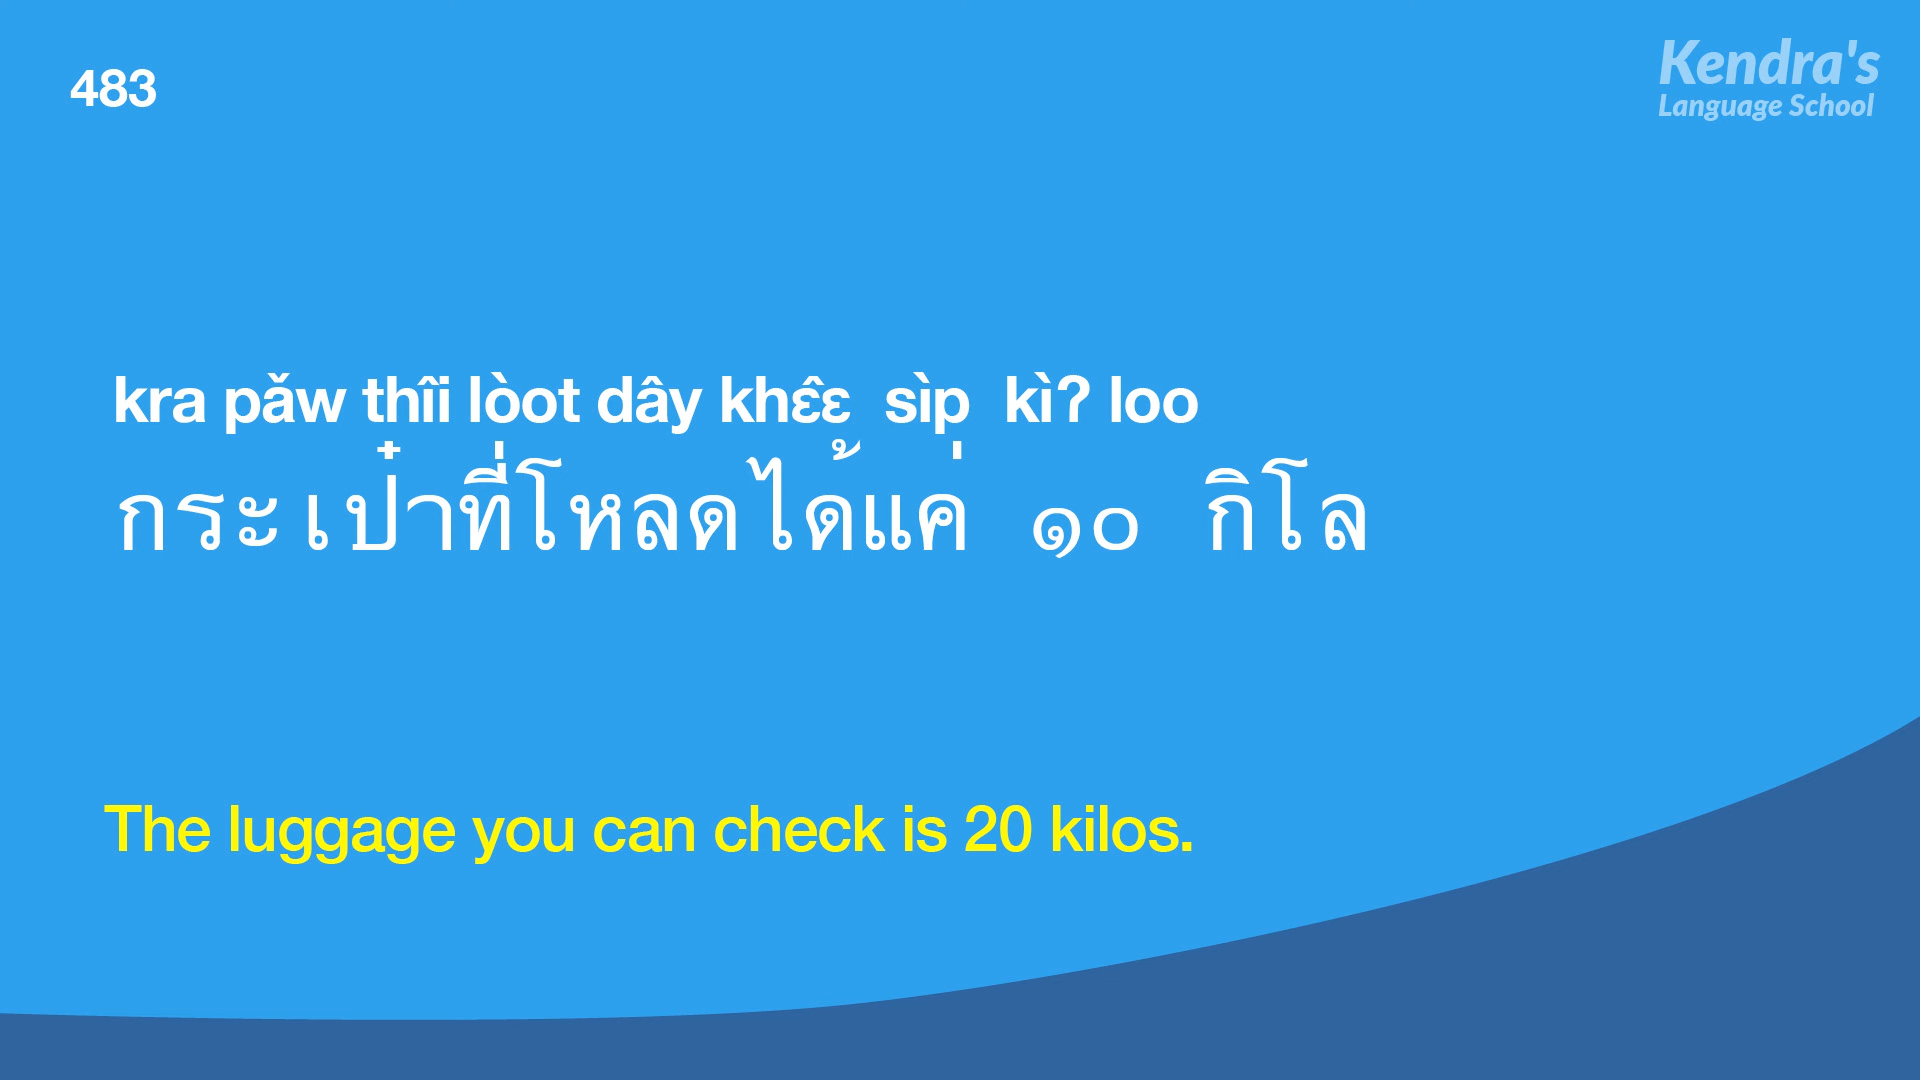 483
Kendra's
Language School
kra pǎw thîi lòot dây khɛ̂ɛ sìp kìʔ loo
กระเป๋าที่โหลดได้แค่ ๑๐ กิโล
The luggage you can check is 20 kilos.